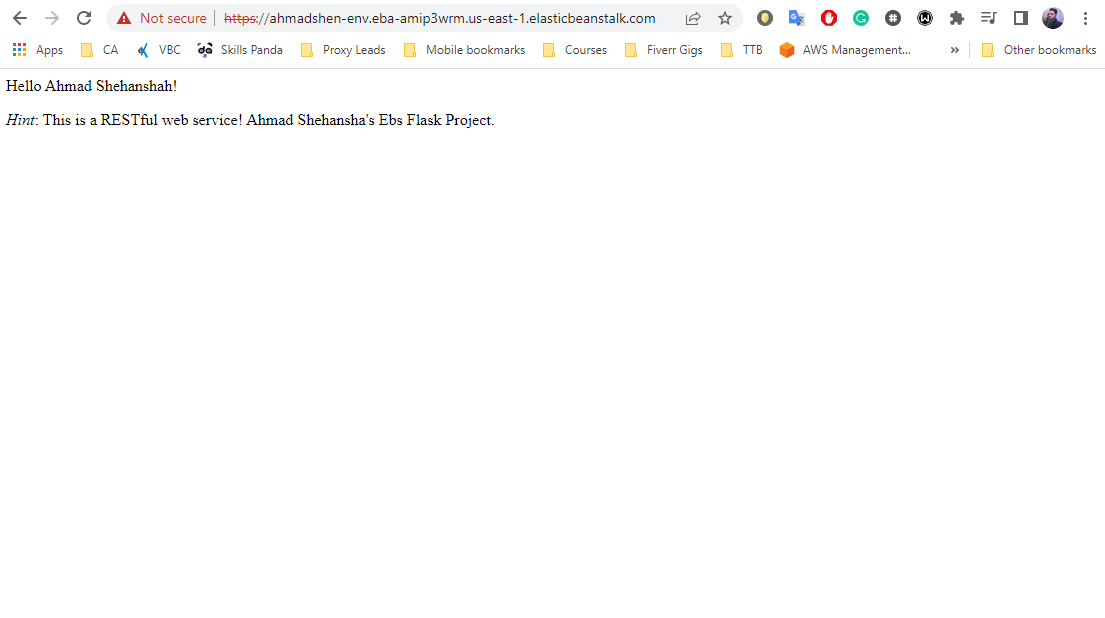 Not secure | https://ahmadshen-env.eba-amip3wrm.us-east-1.elasticbeanstalk.com
Apps CA VBC Skills Panda Proxy Leads Mobile bookmarks Courses Fiverr Gigs TTB AWS Management... » Other bookmarks
Hello Ahmad Shehanshah!
Hint: This is a RESTful web service! Ahmad Shehansha's Ebs Flask Project.